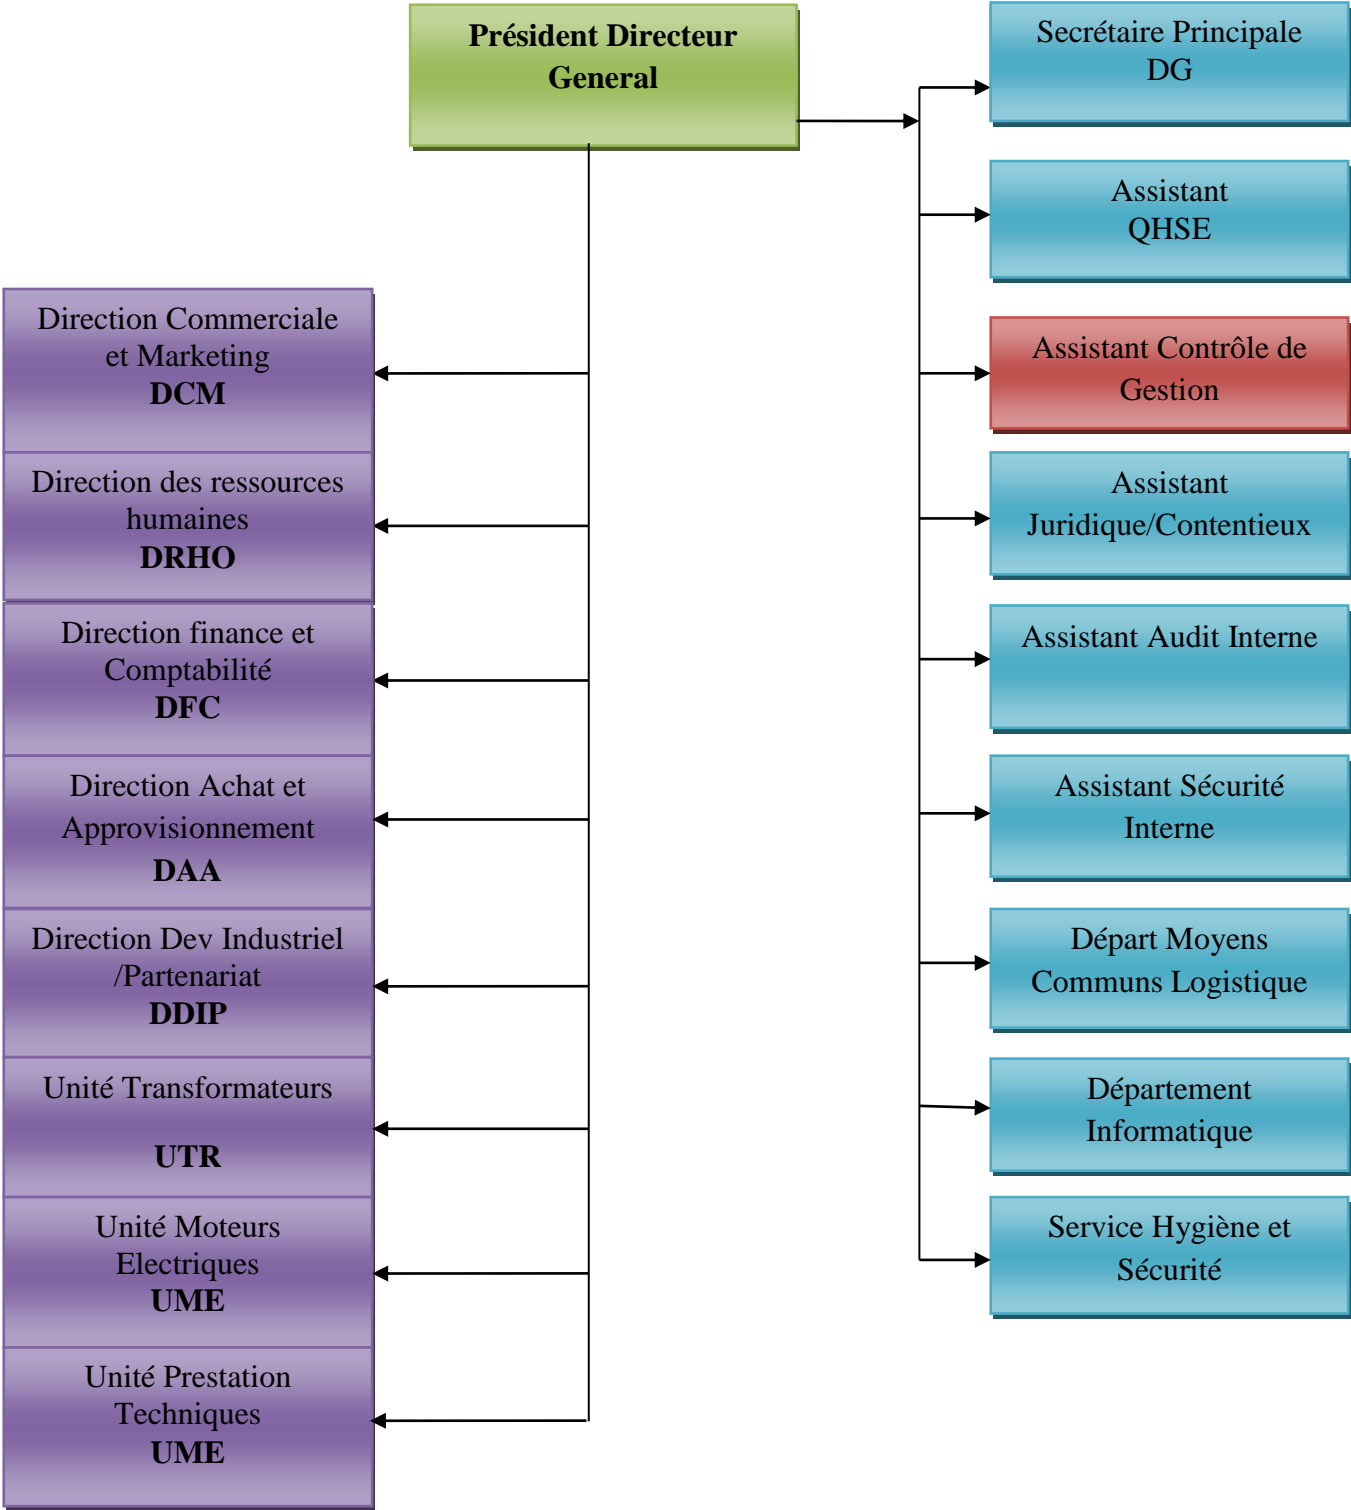 Président Directeur
General
Secrétaire Principale
DG
Assistant
QHSE
Assistant Contrôle de
Gestion
Assistant
Juridique/Contentieux
Assistant Audit Interne
Assistant Sécurité
Interne
Départ Moyens
Communs Logistique
Département
Informatique
Service Hygiène et
Sécurité
Direction Commerciale
et Marketing
DCM
Direction des ressources
humaines
DRHO
Direction finance et
Comptabilité
DFC
Direction Achat et
Approvisionnement
DAA
Direction Dev Industriel
/Partenariat
DDIP
Unité Transformateurs
UTR
Unité Moteurs
Electriques
UME
Unité Prestation
Techniques
UME